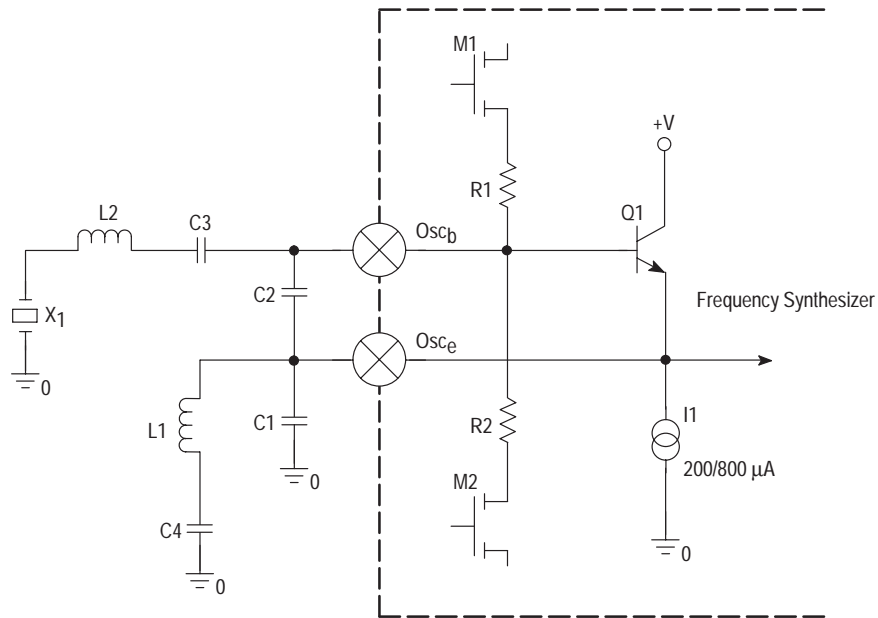 M1
+V
R1
Q1
L2
C3
Oscb
X1
C2
Frequency Synthesizer
Osce
0
L1
C1
R2
I1
200/800 µA
0
M2
C4
0
0